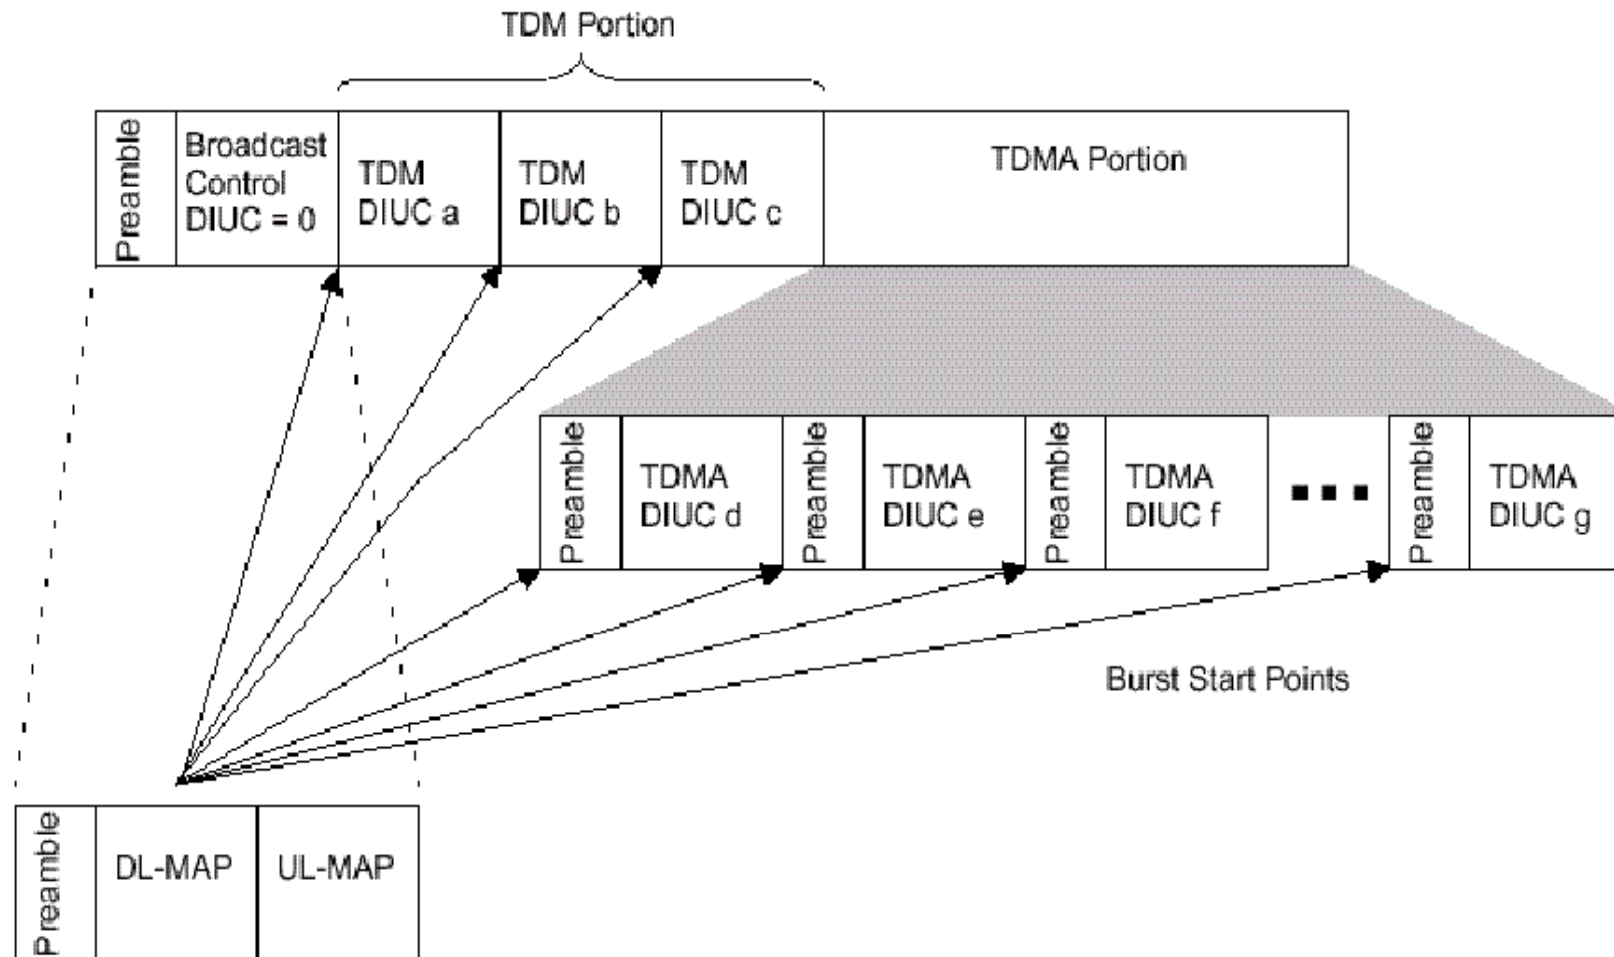 TDM Portion
Preamble
Broadcast
Control
DIUC = 0
TDM
DIUC a
TDM
DIUC b
TDM
DIUC c
TDMA Portion
Preamble
TDMA
DIUC d
Preamble
TDMA
DIUC e
Preamble
TDMA
DIUC f
Preamble
TDMA
DIUC g
Burst Start Points
Preamble
DL-MAP
UL-MAP